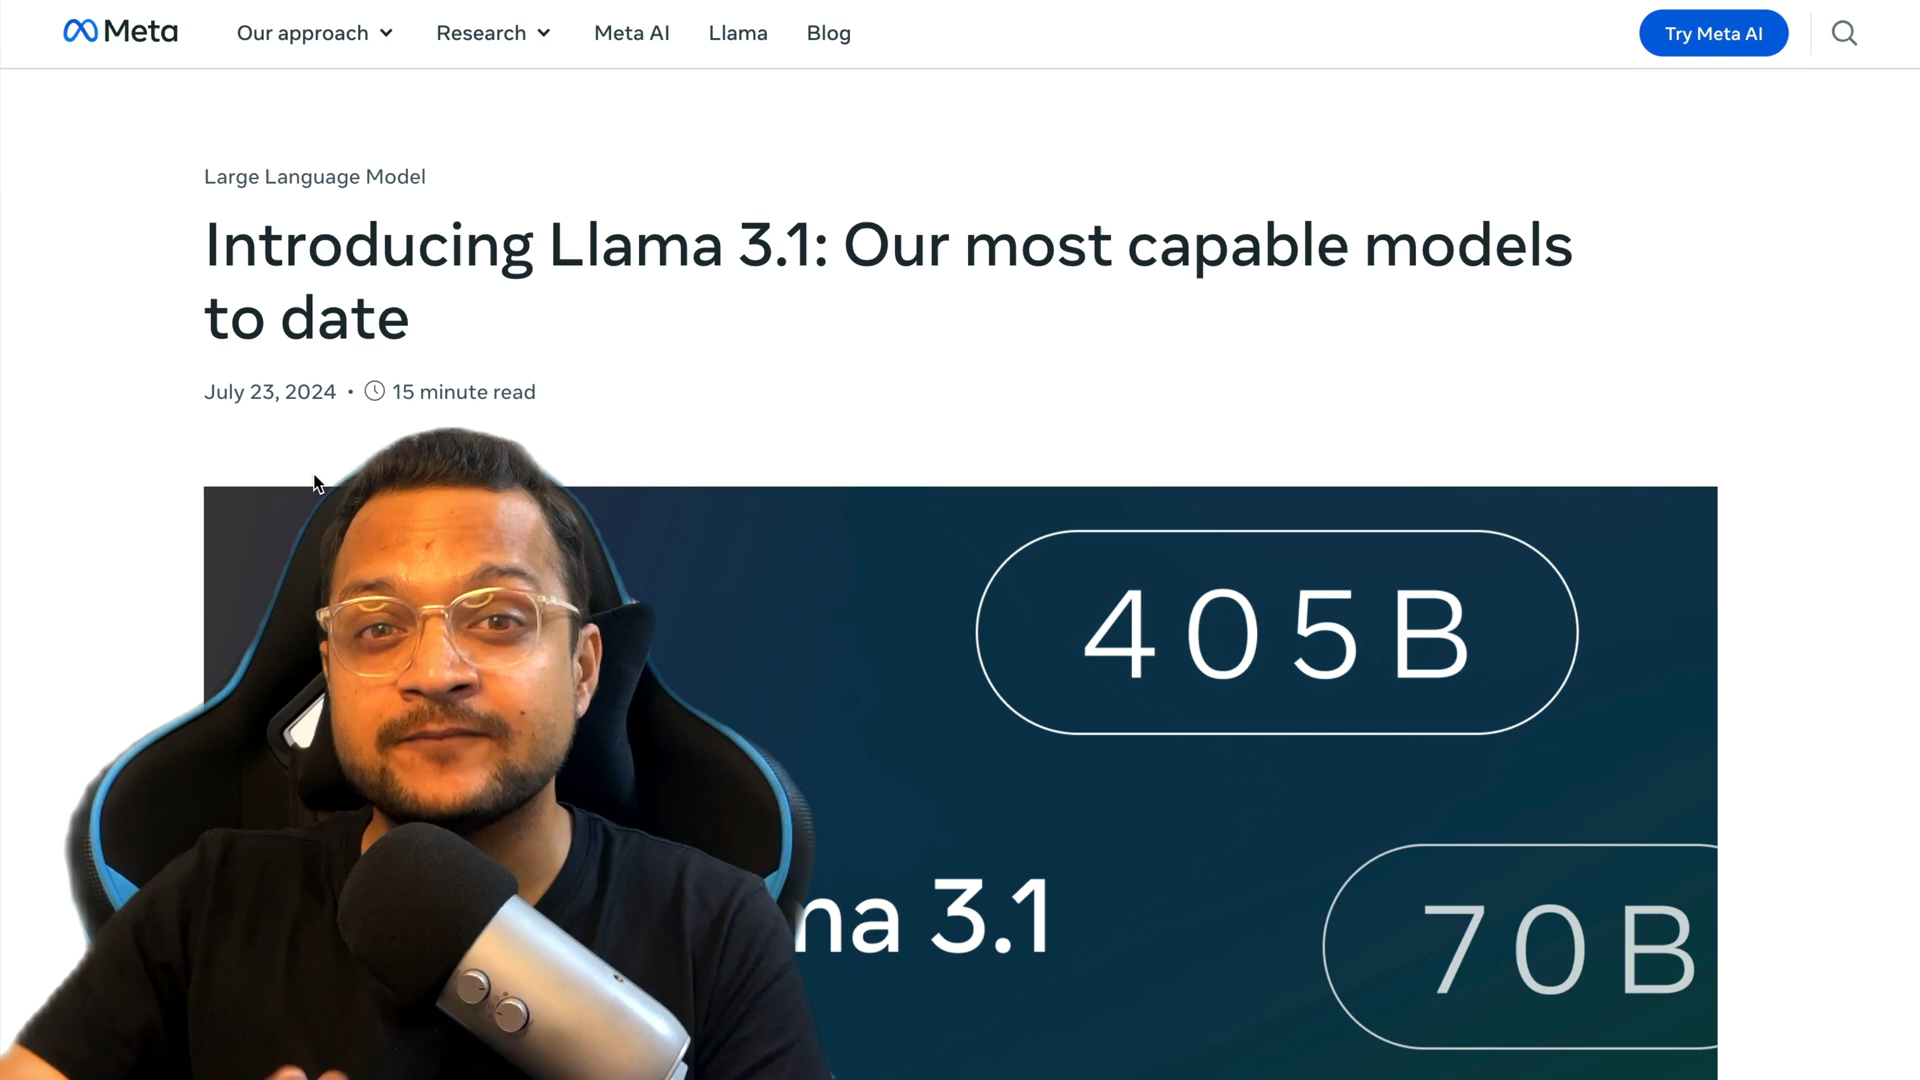 Meta
Our approach
Research
Meta AI
Llama
Blog
Try Meta AI
Large Language Model
Introducing Llama 3.1: Our most capable models
to date
July 23, 2024 • 15 minute read
405B
na 3.1
70B